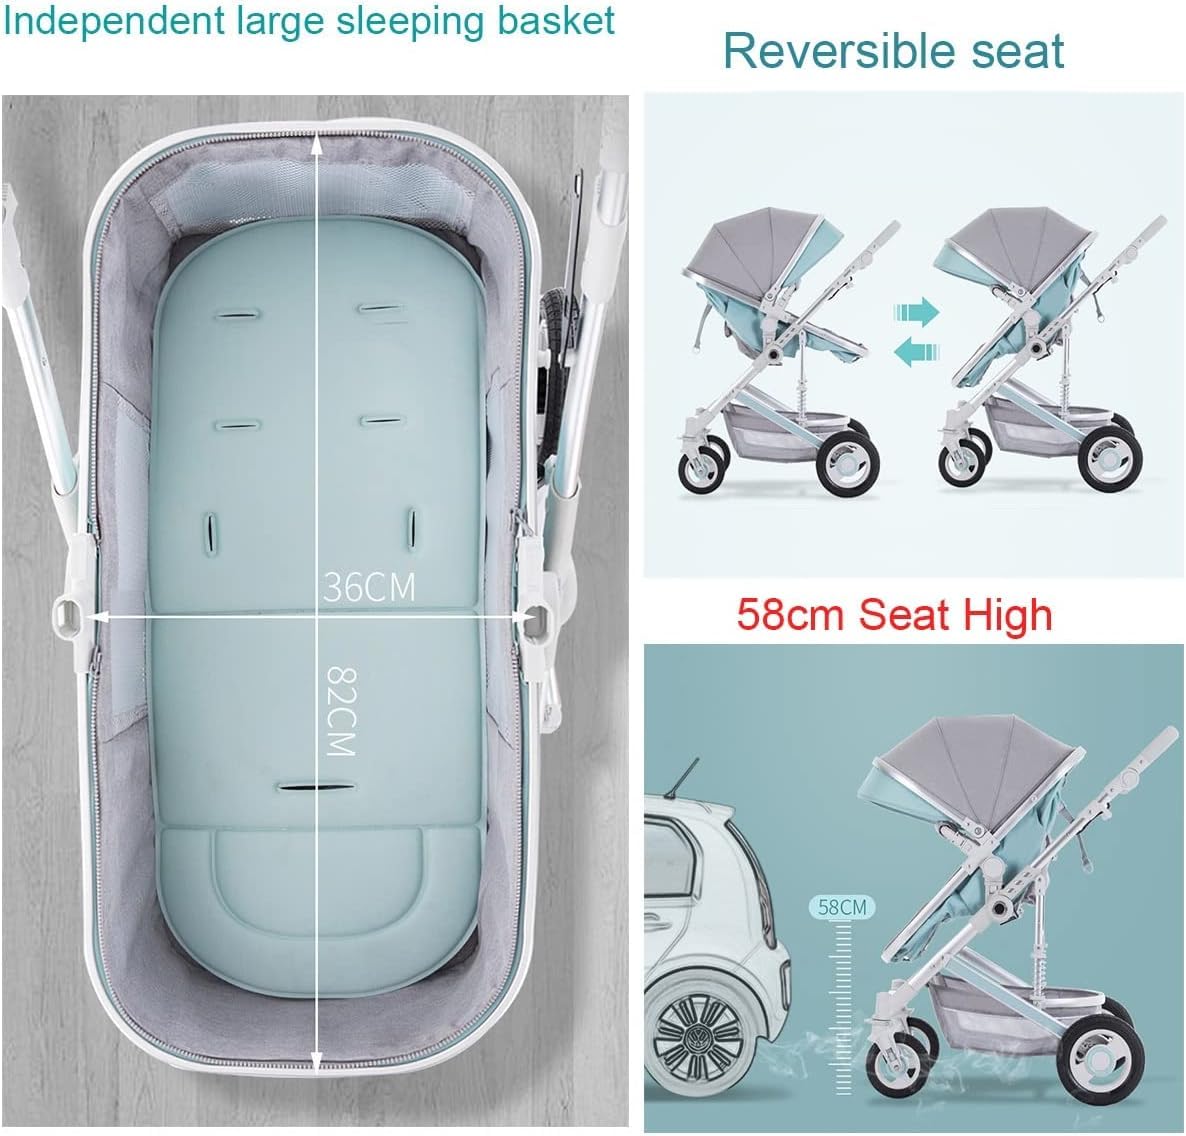 Independent large sleeping basket
Reversible seat
36CM
82CM
58cm Seat High
58CM